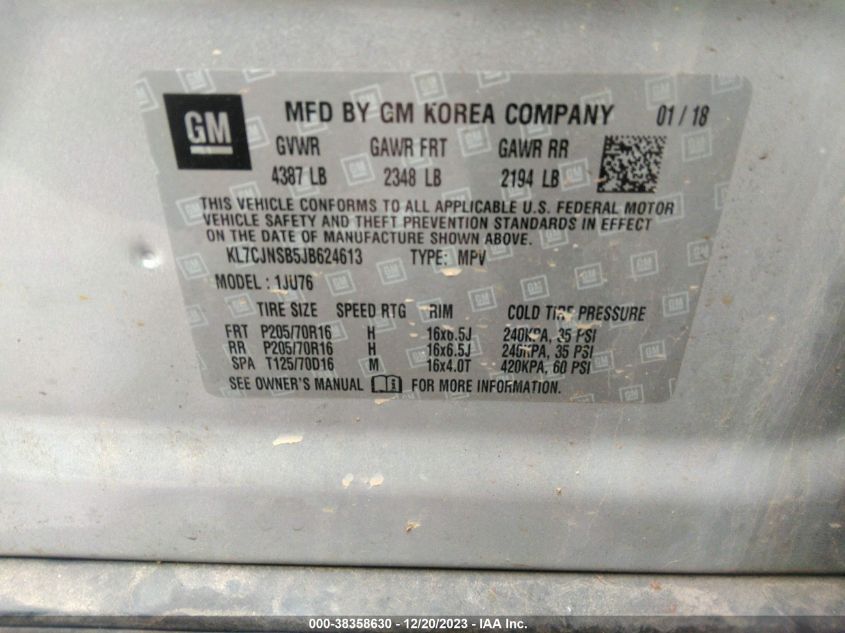 GM
MFD BY GM KOREA COMPANY 01 / 18
GVWR GAWR FRT GAWR RR
4387 LB 2348 LB 2194 LB
THIS VEHICLE CONFORMS TO ALL APPLICABLE U.S. FEDERAL MOTOR
VEHICLE SAFETY AND THEFT PREVENTION STANDARDS IN EFFECT
ON THE DATE OF MANUFACTURE SHOWN ABOVE.
KL7CJNSB5JB624613 TYPE: MPV
MODEL : 1JU76
TIRE SIZE SPEED RTG RIM COLD TIRE PRESSURE
FRT P205/70R16 H 16x6.5J 240KPA, 35 PSI
RR P205/70R16 H 16x6.5J 240KPA, 35 PSI
SPA T125/70D16 M 16x4.0T 420KPA, 60 PSI
SEE OWNER'S MANUAL FOR MORE INFORMATION.
000-38358630 - 12/20/2023 - IAA Inc.